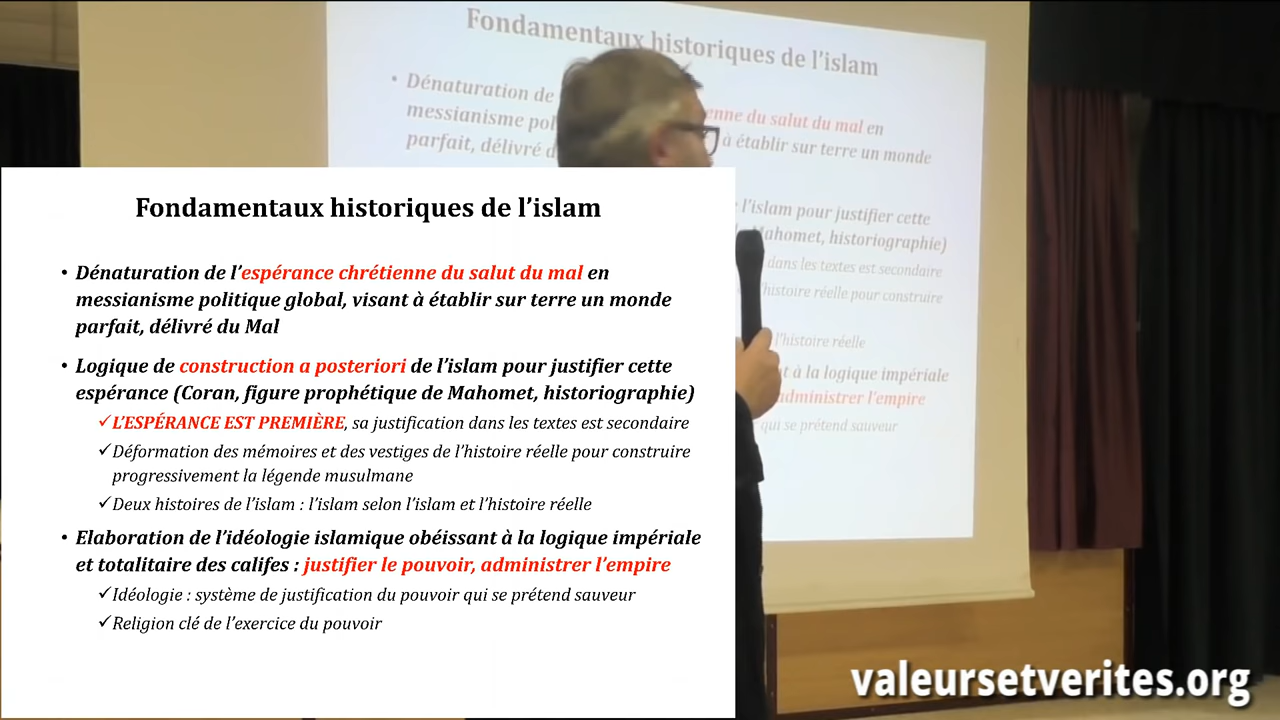 Fondamentaux historiques de l'islam
• Dénaturation de
messianisme pol
parfait, délivré d
enne du salut du mal en
à établir sur terre un monde
l'islam pour justifier cette
Mahomet, historiographie)
dans les textes est secondaire
l'histoire réelle pour construire
l'histoire réelle
t à la logique impériale
administrer l'empire
qui se prétend sauveur
Fondamentaux historiques de l'islam
• Dénaturation de l'espérance chrétienne du salut du mal en
messianisme politique global, visant à établir sur terre un monde
parfait, délivré du Mal
• Logique de construction a posteriori de l'islam pour justifier cette
espérance (Coran, figure prophétique de Mahomet, historiographie)
✓L'ESPÉRANCE EST PREMIÈRE, sa justification dans les textes est secondaire
✓Déformation des mémoires et des vestiges de l'histoire réelle pour construire
progressivement la légende musulmane
✓Deux histoires de l'islam : l'islam selon l'islam et l'histoire réelle
• Elaboration de l'idéologie islamique obéissant à la logique impériale
et totalitaire des califes : justifier le pouvoir, administrer l'empire
✓Idéologie : système de justification du pouvoir qui se prétend sauveur
✓Religion clé de l'exercice du pouvoir
valeursetverites.org